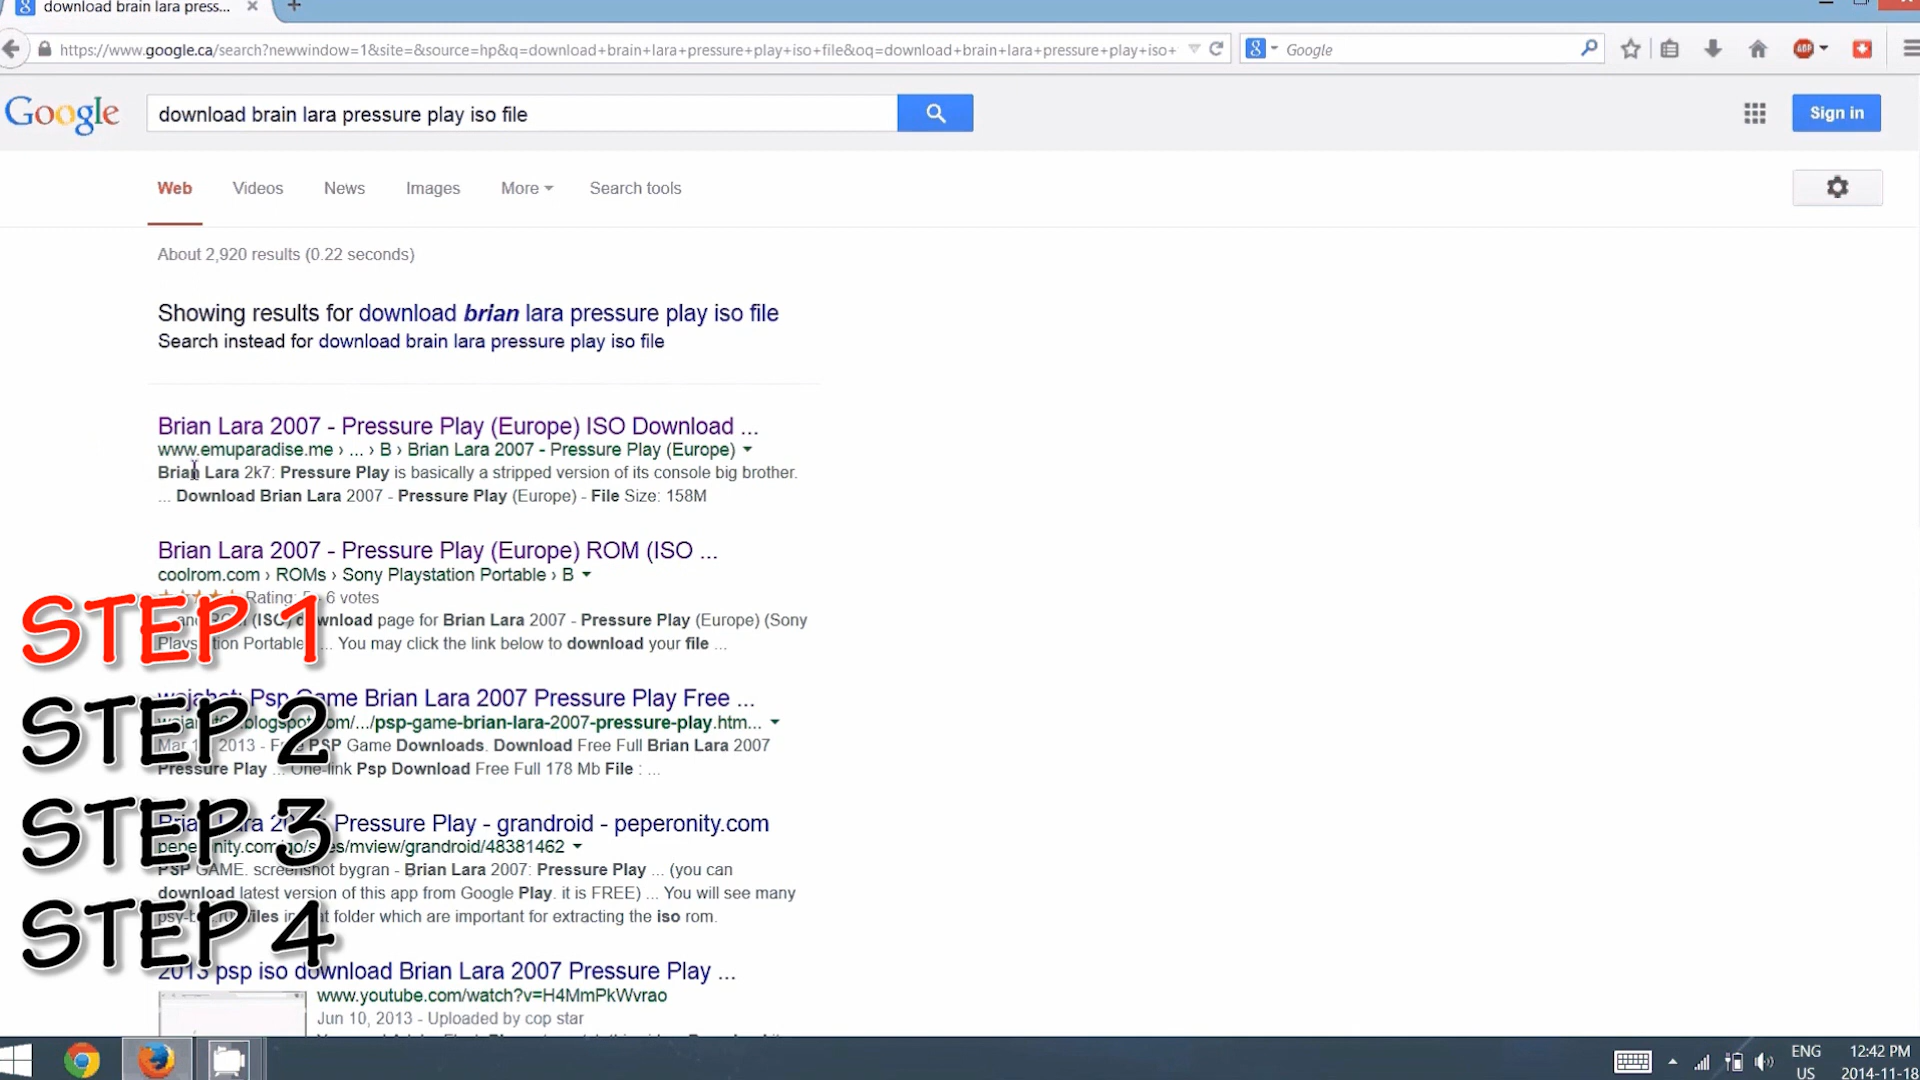 download brain lara press...
https://www.google.ca/search?newwindow=1&site=&source=hp&q=download+brain+lara+pressure+play+iso+file&oq=download+brain+lara+pressure+play+iso+
Google
ABP
Google
download brain lara pressure play iso file
Sign in
Web Videos News Images More Search tools
About 2,920 results (0.22 seconds)
Showing results for download brian lara pressure play iso file
Search instead for download brain lara pressure play iso file
Brian Lara 2007 - Pressure Play (Europe) ISO Download ...
www.emuparadise.me › ... › B › Brian Lara 2007 - Pressure Play (Europe)
Brian Lara 2k7: Pressure Play is basically a stripped version of its console big brother.
... Download Brian Lara 2007 - Pressure Play (Europe) - File Size: 158M
Brian Lara 2007 - Pressure Play (Europe) ROM (ISO ...
coolrom.com › ROMs › Sony Playstation Portable › B
Rating: 6 votes
(ISO) download page for Brian Lara 2007 - Pressure Play (Europe) (Sony
Playstation Portable ... You may click the link below to download your file ...
STEP 1
Psp Game Brian Lara 2007 Pressure Play Free ...
/.../psp-game-brian-lara-2007-pressure-play.htm...
2013 - Free PSP Game Downloads. Download Free Full Brian Lara 2007
Pressure Play ... One-link Psp Download Free Full 178 Mb File : ...
STEP 2
Brian Lara Pressure Play - grandroid - peperonity.com
/mview/grandroid/48381462
PSP GAME. screenshot bygran - Brian Lara 2007: Pressure Play ... (you can
download latest version of this app from Google Play. it is FREE) ... You will see many
files in folder which are important for extracting the iso rom.
STEP 3
STEP 4
2013 psp iso download Brian Lara 2007 Pressure Play ...
www.youtube.com/watch?v=H4MmPkWvrao
Jun 10, 2013 - Uploaded by cop star
ENG
US
12:42 PM
2014-11-18